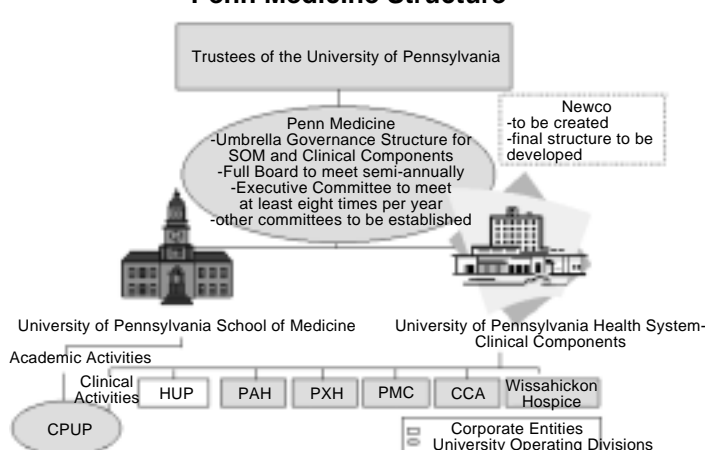 Penn Medicine Structure
Trustees of the University of Pennsylvania
Newco
-to be created
-final structure to be
developed
Penn Medicine
-Umbrella Governance Structure for
SOM and Clinical Components
-Full Board to meet semi-annually
-Executive Committee to meet
at least eight times per year
-other committees to be established
University of Pennsylvania School of Medicine
University of Pennsylvania Health System-
Clinical Components
Academic Activities
Clinical
Activities
HUP
PAH
PXH
PMC
CCA
Wissahickon
Hospice
CPUP
Corporate Entities
University Operating Divisions